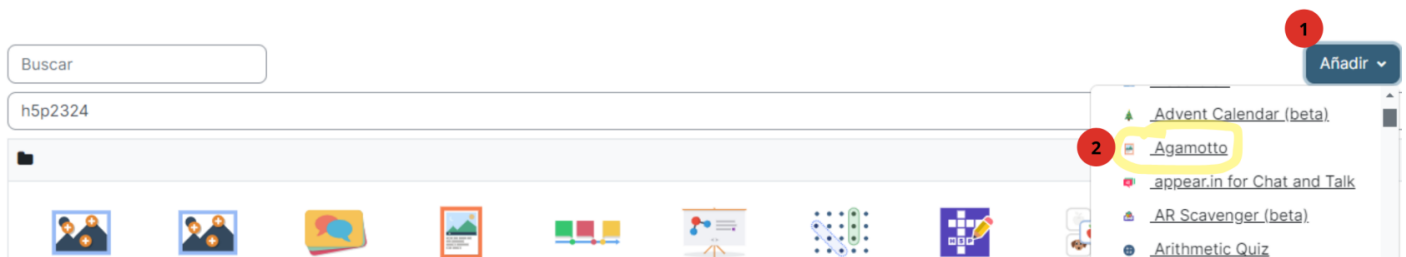 1
Buscar
Añadir
h5p2324
Advent Calendar (beta)
2
Agamotto
appear.in for Chat and Talk
AR Scavenger (beta)
Arithmetic Quiz